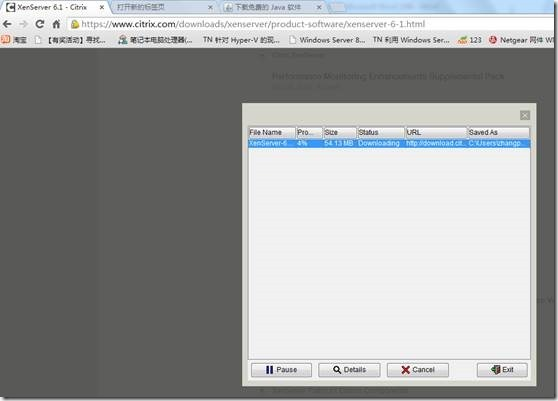 XenServer 6.1 - Citrix
打开新的标签页
下载免费的 Java 软件
https://www.citrix.com/downloads/xenserver/product-software/xenserver-6-1.html
淘宝 【有奖活动】寻找... 笔记本电脑处理器(... TN 针对 Hyper-V 的现... Windows Server 8... TN 利用 Windows Ser... 123 Netgear 网件 W
Performance Monitoring Enhancements Supplemental Pack
File Name Pro... Size Status URL Saved As
XenServer-6... 4% 54.13 MB Downloading http://download.cit... C:\Users\zhangp...
Pause Details Cancel Exit